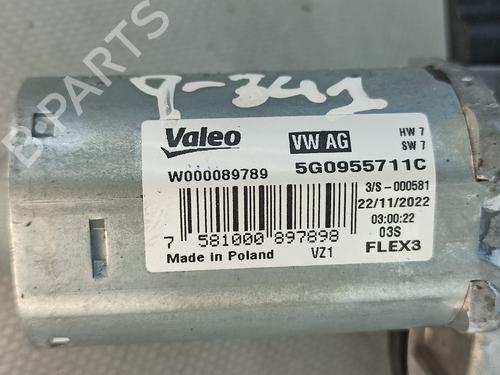 9-341
Valeo
VW AG
HW 7
SW 7
W000089789
5G0955711C
3/S-000581
22/11/2022
03:00:22
03S
FLEX3
7 581000 897898
Made in Poland
VZ1
B-PARTS